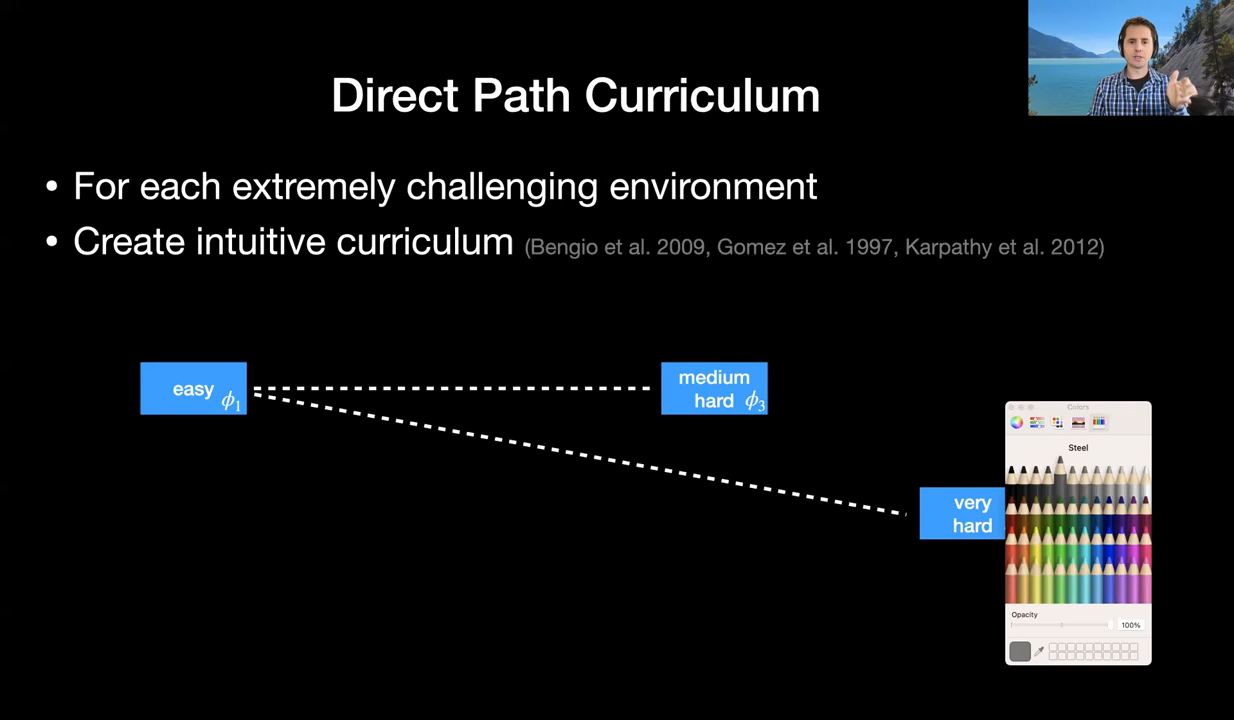 Direct Path Curriculum
• For each extremely challenging environment
• Create intuitive curriculum (Bengio et al. 2009, Gomez et al. 1997, Karpathy et al. 2012)
easy ϕ1
medium
hard ϕ3
very
hard
Colors
Steel
Opacity
100%